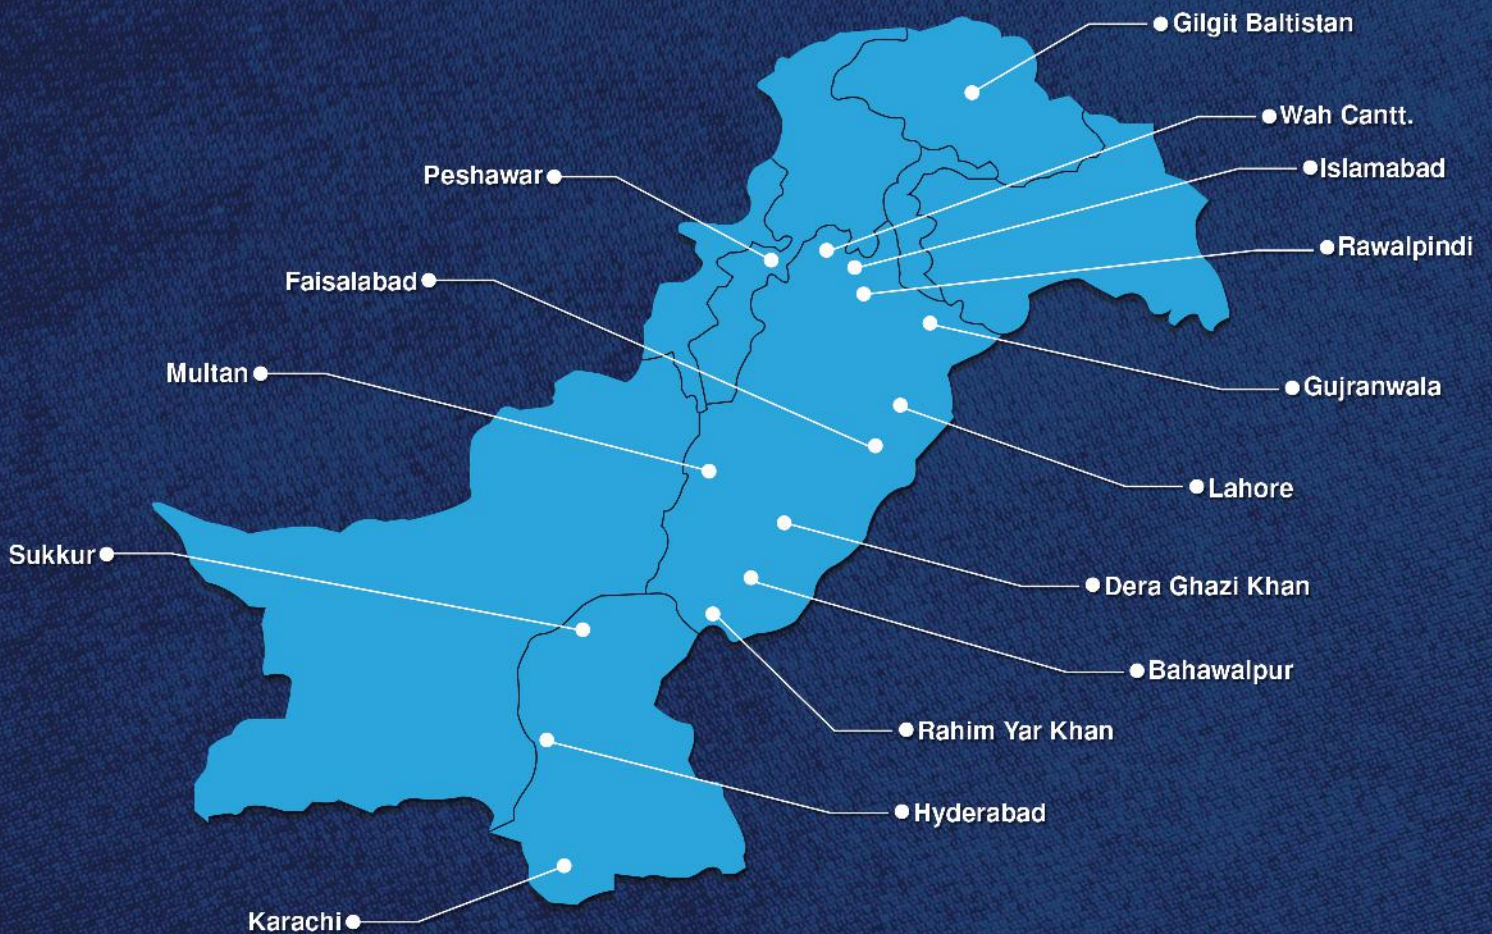 Gilgit Baltistan
Wah Cantt.
Peshawar
Islamabad
Rawalpindi
Faisalabad
Multan
Gujranwala
Lahore
Sukkur
Dera Ghazi Khan
Bahawalpur
Rahim Yar Khan
Hyderabad
Karachi